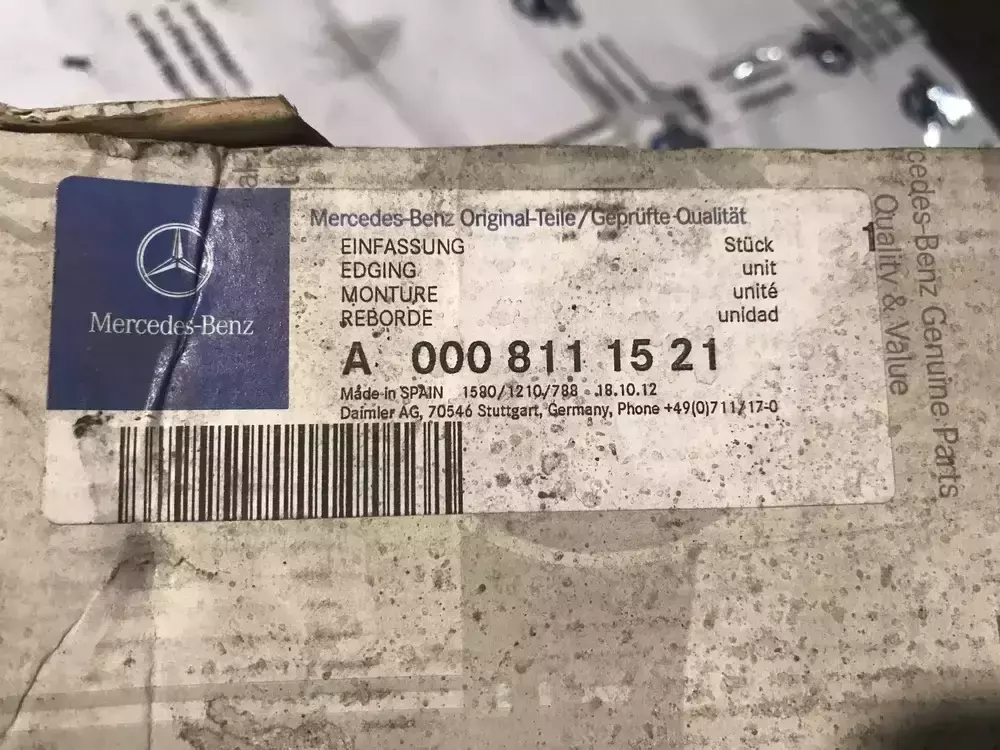 Mercedes-Benz
Mercedes-Benz Original-Teile/Geprüfte Qualität
EINFASSUNG Stück 1
EDGING unit
MONTURE unité
REBORDE unidad
A 000 811 15 21
Made in SPAIN 1580/1210/788 18.10.12
Daimler AG, 70546 Stuttgart, Germany, Phone +49(0)711/17-0
cedes-Benz Genuine Parts
Quality & Value